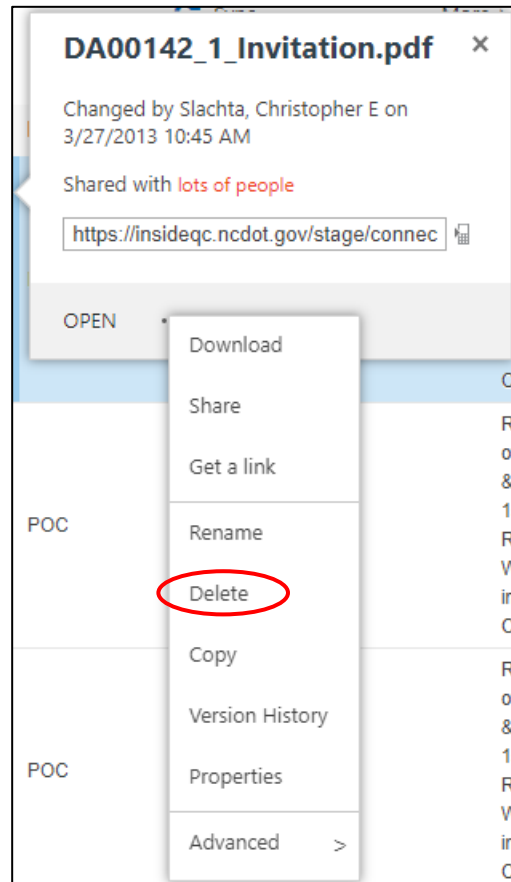 DA00142_1_Invitation.pdf ×
Changed by Slachta, Christopher E on
3/27/2013 10:45 AM
Shared with lots of people
https://insideqc.ncdot.gov/stage/connec
OPEN
Download
Share
Get a link
Rename
Delete
Copy
Version History
Properties
Advanced >
POC
POC